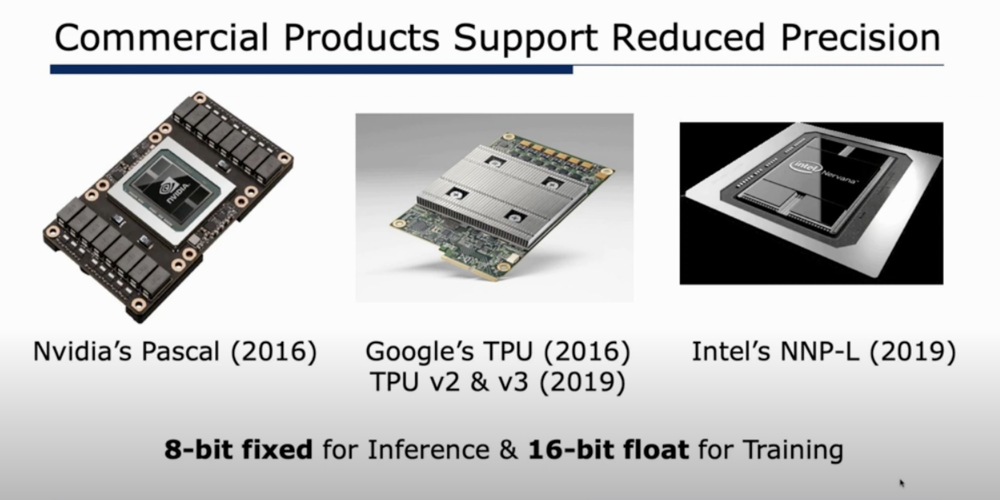 Commercial Products Support Reduced Precision
NVIDIA.
intel Nervana™
Nvidia's Pascal (2016)
Google's TPU (2016)
TPU v2 & v3 (2019)
Intel's NNP-L (2019)
8-bit fixed for Inference & 16-bit float for Training